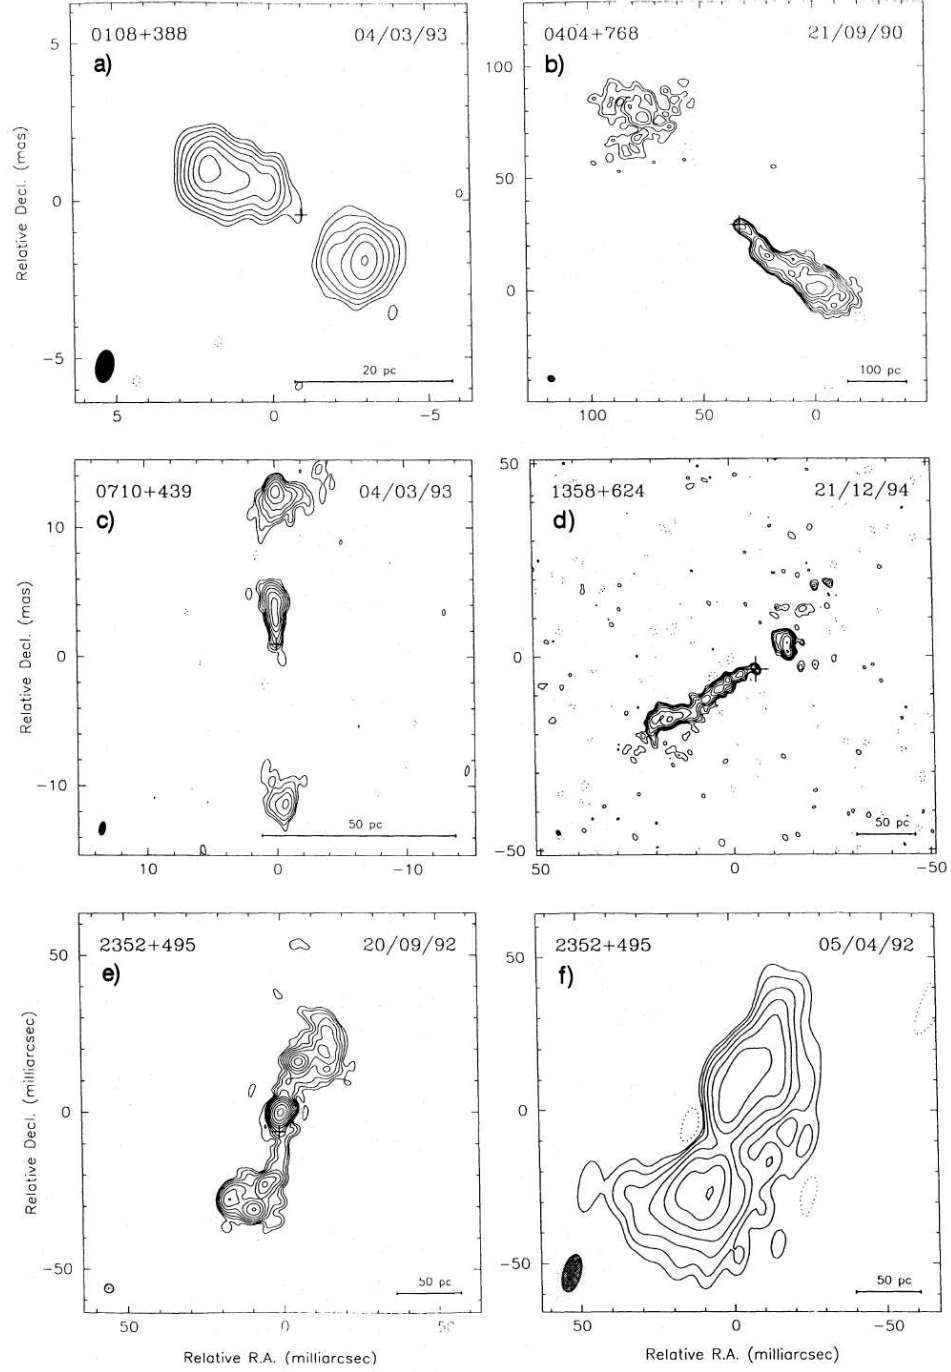 0108+388 04/03/93
a)
5
0
−5
Relative Decl. (mas)
20 pc
5 0 −5
0404+768 21/09/90
b)
100
50
0
100 pc
100 50 0
0710+439 04/03/93
c)
10
0
−10
Relative Decl. (mas)
50 pc
10 0 −10
1358+624 21/12/94
d)
50
0
−50
50 pc
50 0 −50
2352+495 20/09/92
e)
50
0
−50
Relative Decl. (milliarcsec)
50 pc
50 0 −50
Relative R.A. (milliarcsec)
2352+495 05/04/92
f)
50
0
−50
50 pc
50 0 −50
Relative R.A. (milliarcsec)